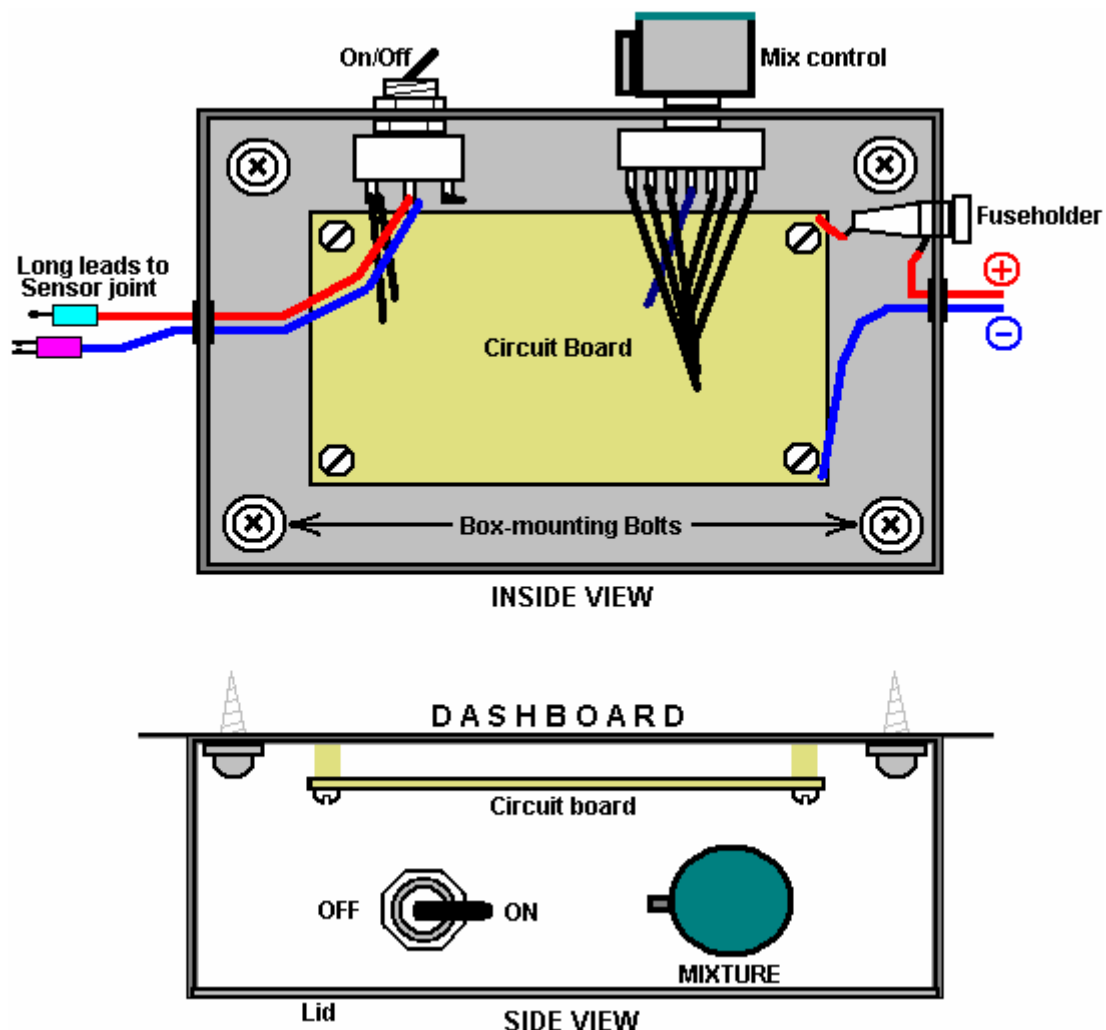 On/Off
Mix control
Fuseholder
Long leads to
Sensor joint
+
Circuit Board
−
Box-mounting Bolts
INSIDE VIEW
DASHBOARD
Circuit board
OFF
ON
MIXTURE
Lid
SIDE VIEW